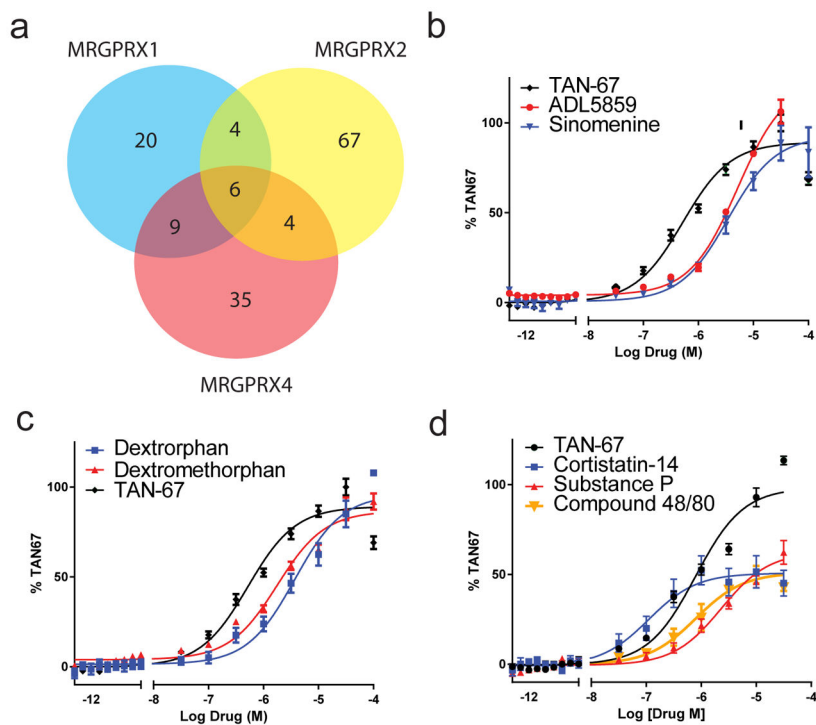 a
MRGPRX1
MRGPRX2
20
4
67
6
9
4
35
MRGPRX4
b
TAN-67
ADL5859
Sinomenine
100
50
0
% TAN67
-12
-8
-7
-6
-5
-4
Log Drug (M)
c
Dextrorphan
Dextromethorphan
TAN-67
100
50
0
% TAN67
-12
-8
-7
-6
-5
-4
Log Drug (M)
d
TAN-67
Cortistatin-14
Substance P
Compound 48/80
100
50
0
% TAN67
-12
-8
-7
-6
-5
-4
Log [Drug M]